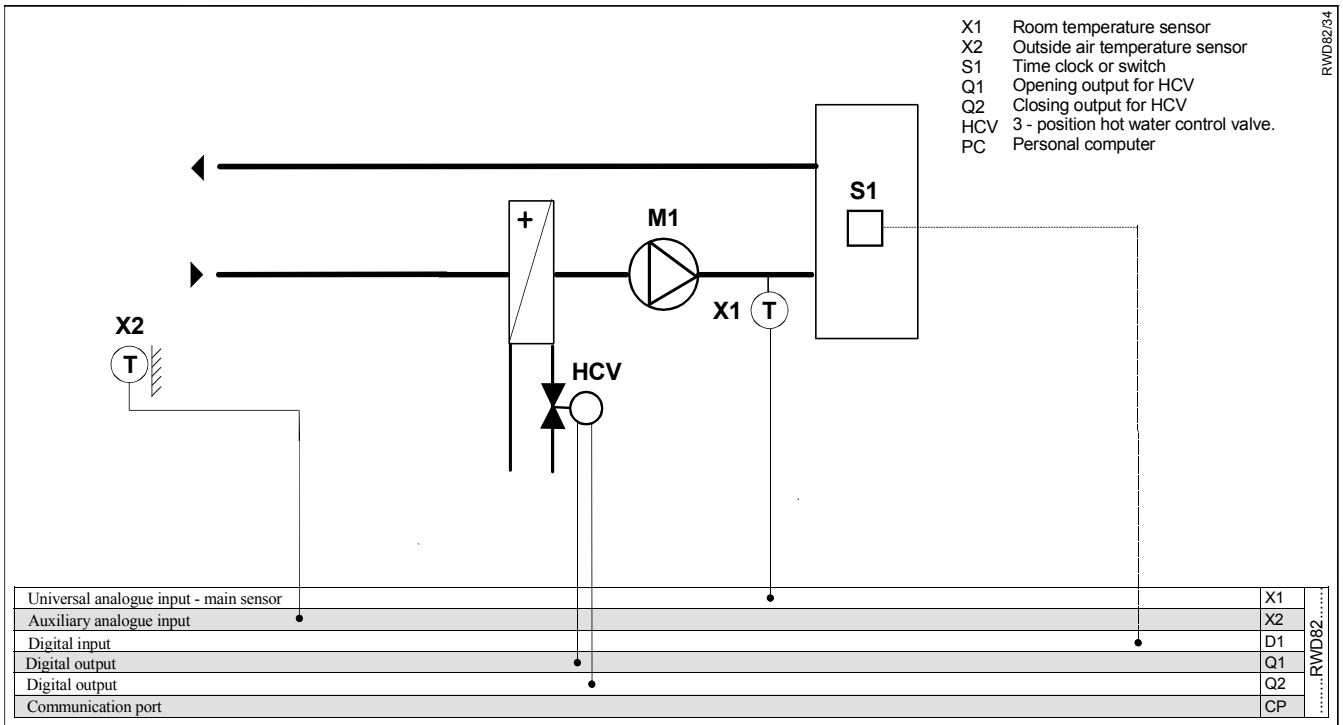 X1 Room temperature sensor
X2 Outside air temperature sensor
S1 Time clock or switch
Q1 Opening output for HCV
Q2 Closing output for HCV
HCV 3 - position hot water control valve.
PC Personal computer
RWD82/34
S1
+
M1
X1 T
X2
T
HCV
Universal analogue input - main sensor X1
Auxiliary analogue input X2
Digital input D1
Digital output Q1
Digital output Q2
Communication port CP
.......RWD82.......